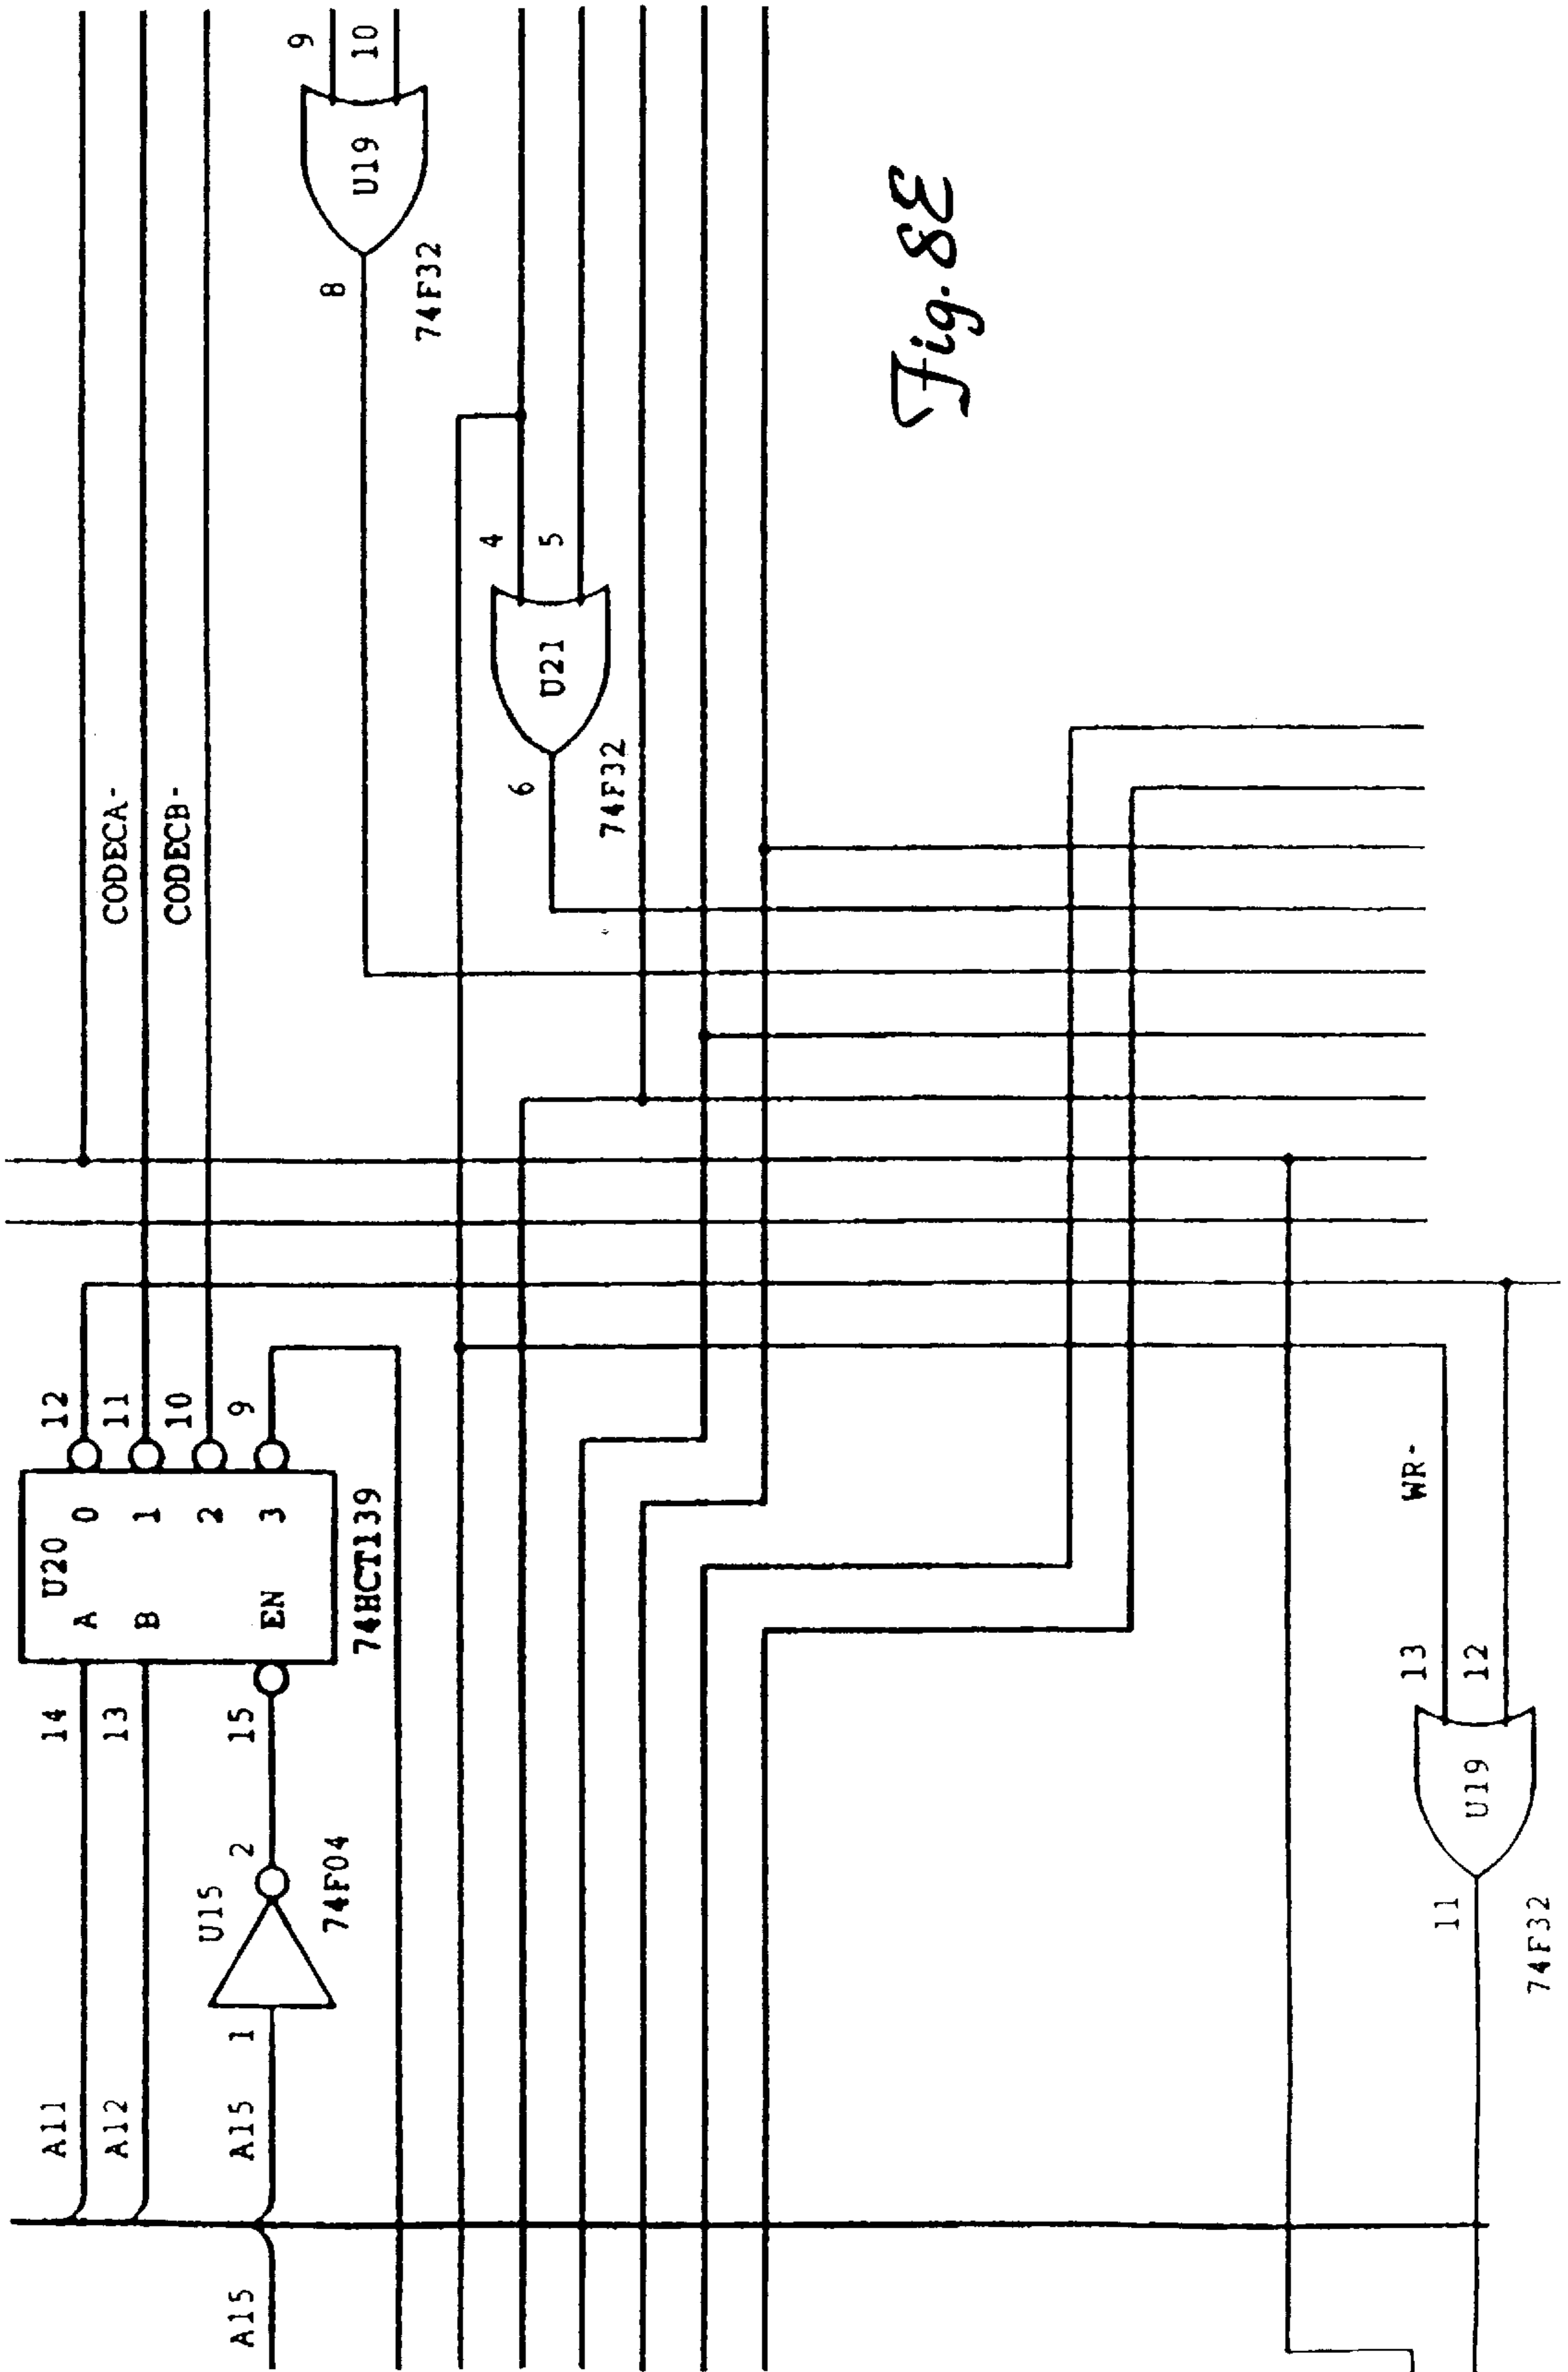 A15
A11
A12
A15
1
U15
2
74F04
14
13
15
U20
A
B
EN
0
1
2
3
74HCT139
12
11
10
9
CODECA-
CODECB-
9
10
U19
8
74F32
4
5
U21
6
74F32
WR-
13
12
U19
11
74F32
Fig. 8E